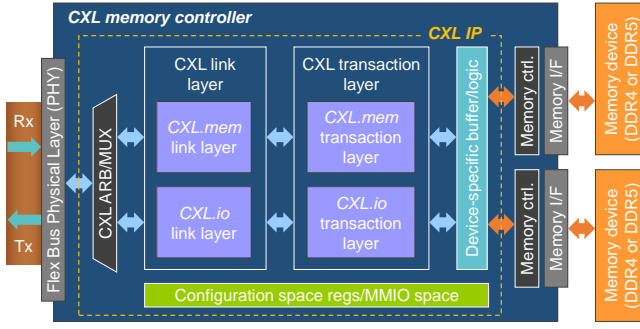 CXL memory controller
CXL IP
Rx
Tx
Flex Bus Physical Layer (PHY)
CXL ARB/MUX
CXL link
layer
CXL.mem
link layer
CXL.io
link layer
CXL transaction
layer
CXL.mem
transaction
layer
CXL.io
transaction
layer
Device-specific buffer/logic
Configuration space regs/MMIO space
Memory ctrl.
Memory I/F
Memory device
(DDR4 or DDR5)
Memory ctrl.
Memory I/F
Memory device
(DDR4 or DDR5)